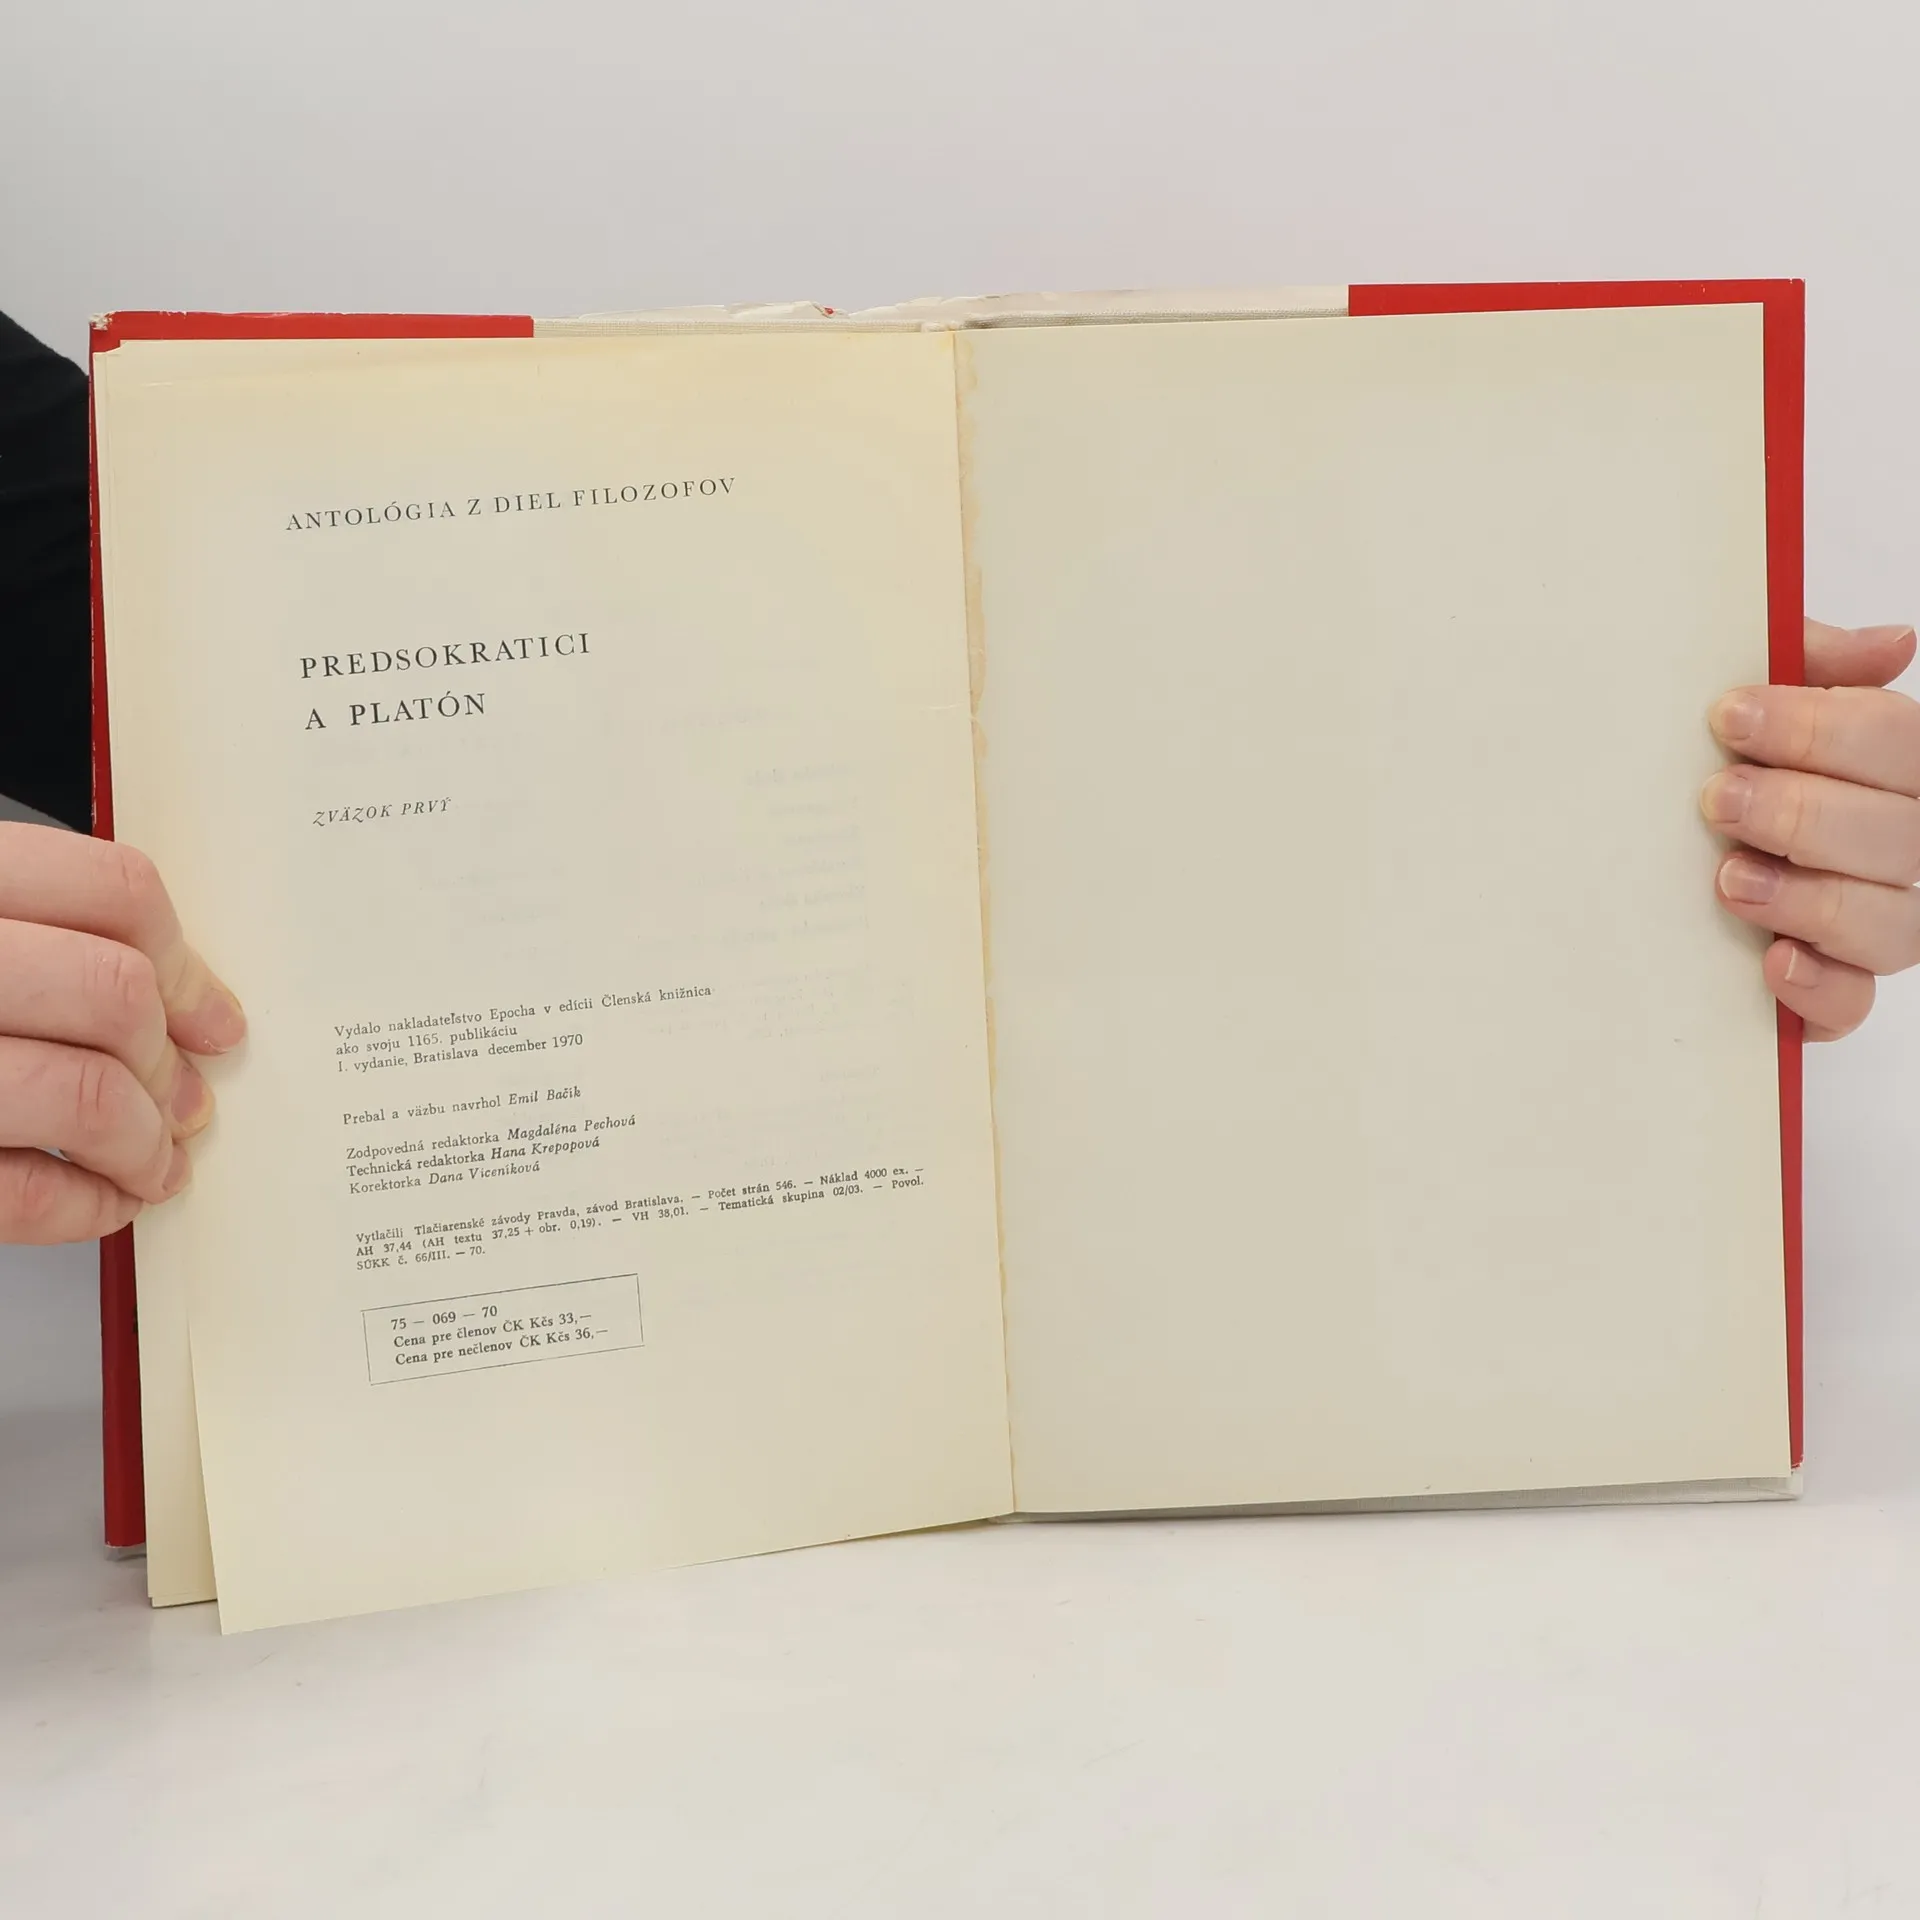 ANTOLÓGIA Z DIEL FILOZOFOV
PREDSOKRATICI
A PLATÓN
ZVÄZOK PRVÝ
Vydalo nakladateľstvo Epocha v edícii Členská knižnica
ako svoju 1165. publikáciu
I. vydanie, Bratislava december 1970
Prebal a väzbu navrhol Emil Bačík
Zodpovedná redaktorka Magdaléna Pechová
Technická redaktorka Hana Krepopová
Korektorka Dana Viceníková
Vytlačili Tlačiarenské závody Pravda, závod Bratislava. — Počet strán 546. — Náklad 4000 ex. —
AH 37,44 (AH textu 37,25 + obr. 0,19). — VH 38,01. — Tematická skupina 02/03. — Povol.
SÚKK č. 66/III. — 70.
75 — 069 — 70
Cena pre členov ČK Kčs 33,—
Cena pre nečlenov ČK Kčs 36,—